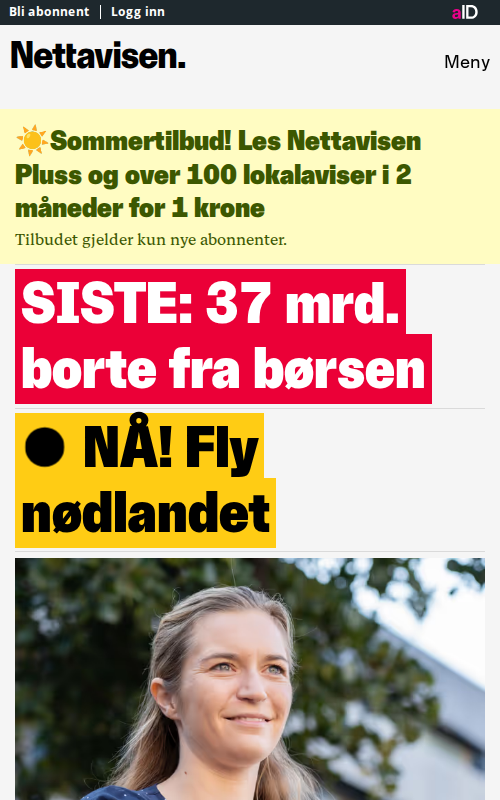 Bli abonnent
Logg inn
aID
Nettavisen.
Meny
☀️Sommertilbud! Les Nettavisen
Pluss og over 100 lokalaviser i 2
måneder for 1 krone
Tilbudet gjelder kun nye abonnenter.
SISTE: 37 mrd.
borte fra børsen
● NÅ! Fly
nødlandet